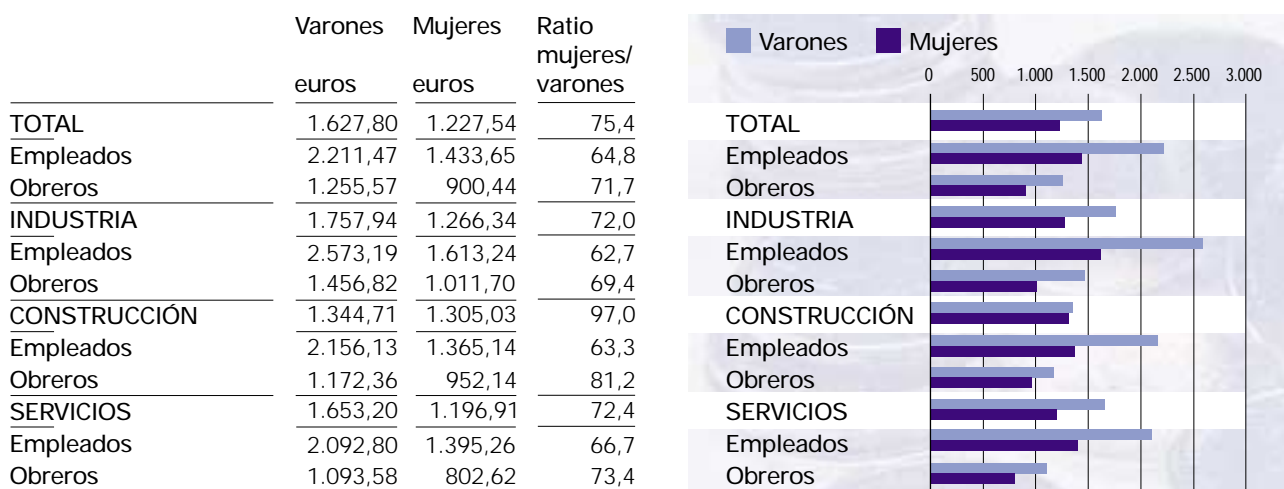 Varones Mujeres Ratio
mujeres/
euros euros varones
TOTAL 1.627,80 1.227,54 75,4
Empleados 2.211,47 1.433,65 64,8
Obreros 1.255,57 900,44 71,7
INDUSTRIA 1.757,94 1.266,34 72,0
Empleados 2.573,19 1.613,24 62,7
Obreros 1.456,82 1.011,70 69,4
CONSTRUCCIÓN 1.344,71 1.305,03 97,0
Empleados 2.156,13 1.365,14 63,3
Obreros 1.172,36 952,14 81,2
SERVICIOS 1.653,20 1.196,91 72,4
Empleados 2.092,80 1.395,26 66,7
Obreros 1.093,58 802,62 73,4
Varones Mujeres
0 500 1.000 1.500 2.000 2.500 3.000
TOTAL
Empleados
Obreros
INDUSTRIA
Empleados
Obreros
CONSTRUCCIÓN
Empleados
Obreros
SERVICIOS
Empleados
Obreros